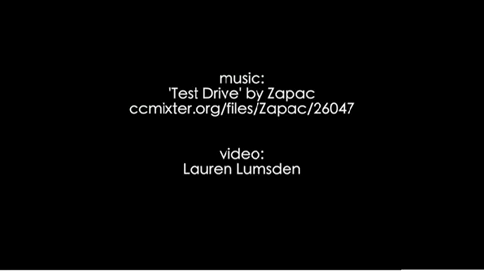 music:
'Test Drive' by Zapac
ccmixter.org/files/Zapac/26047
video:
Lauren Lumsden